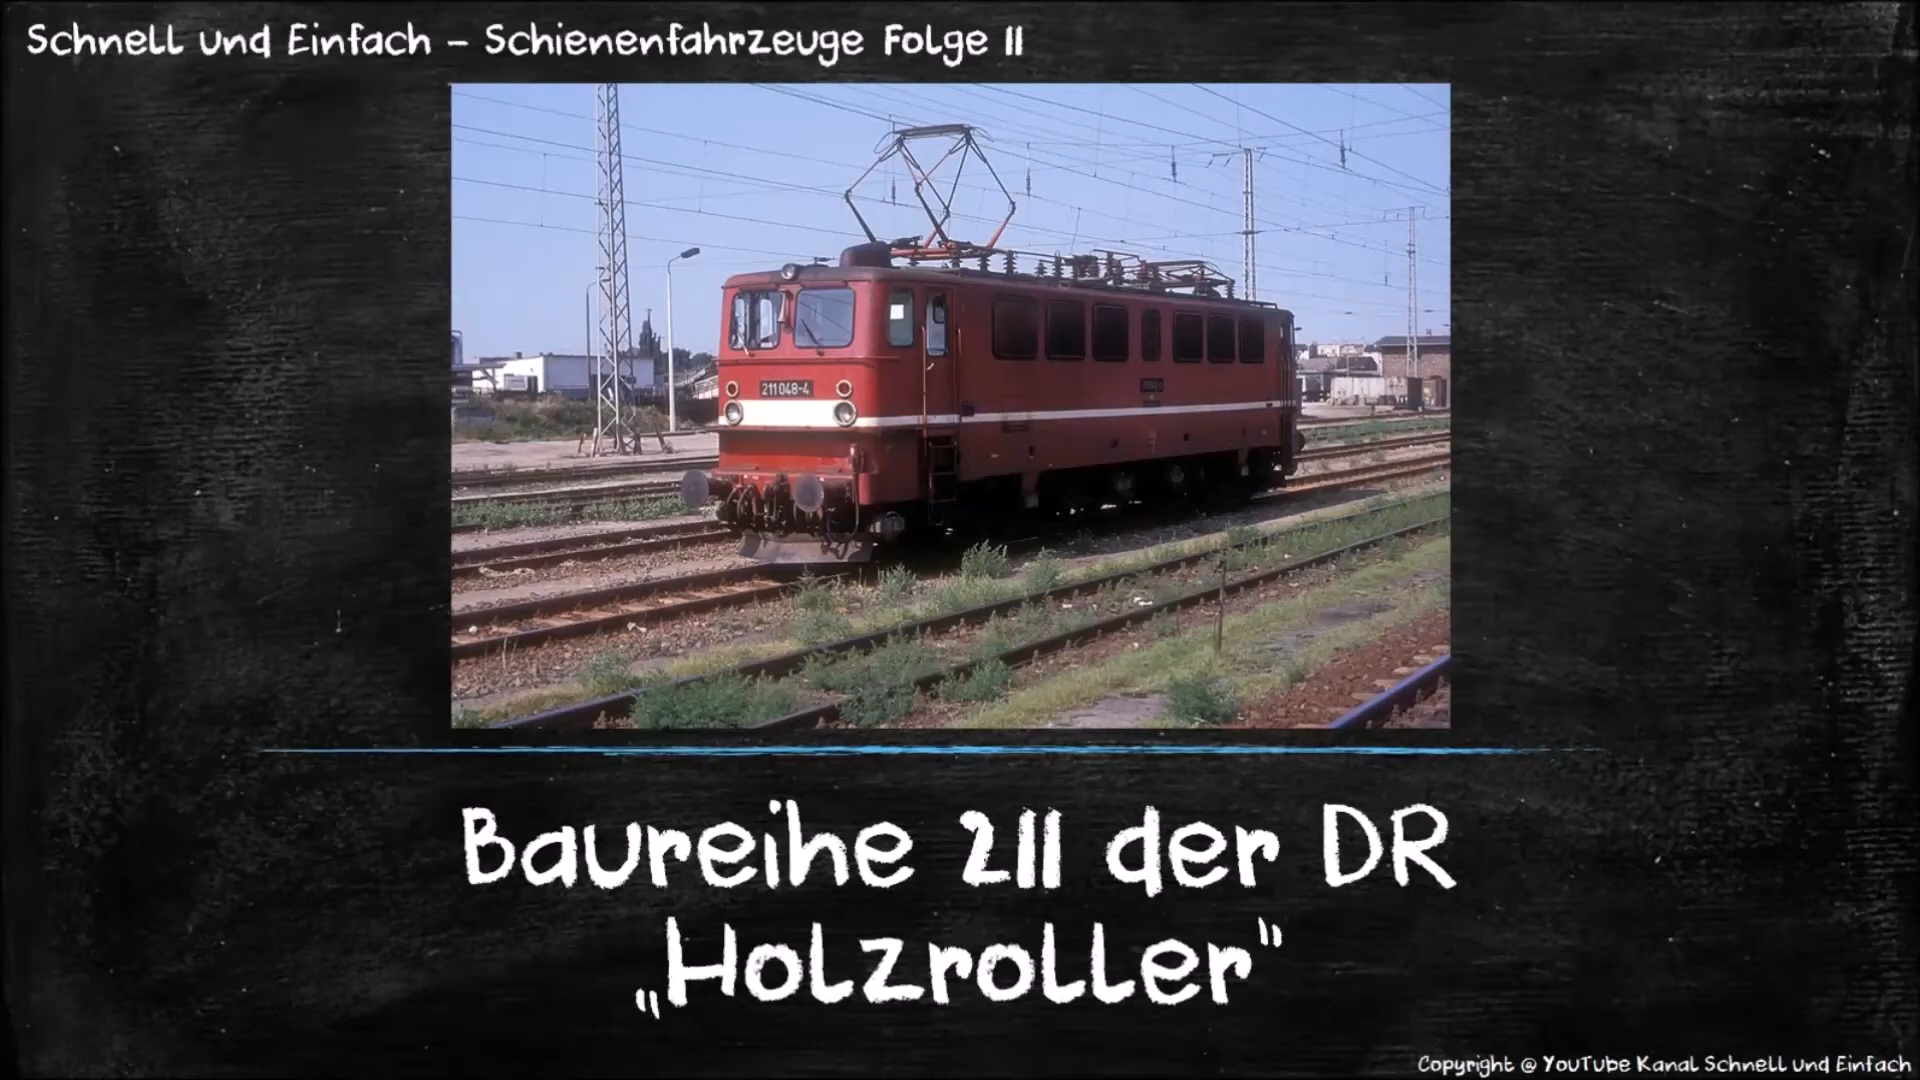 Schnell und Einfach – Schienenfahrzeuge Folge 11
211 048-4
Baureihe 211 der DR
„Holzroller“
Copyright @ YouTube Kanal Schnell und Einfach